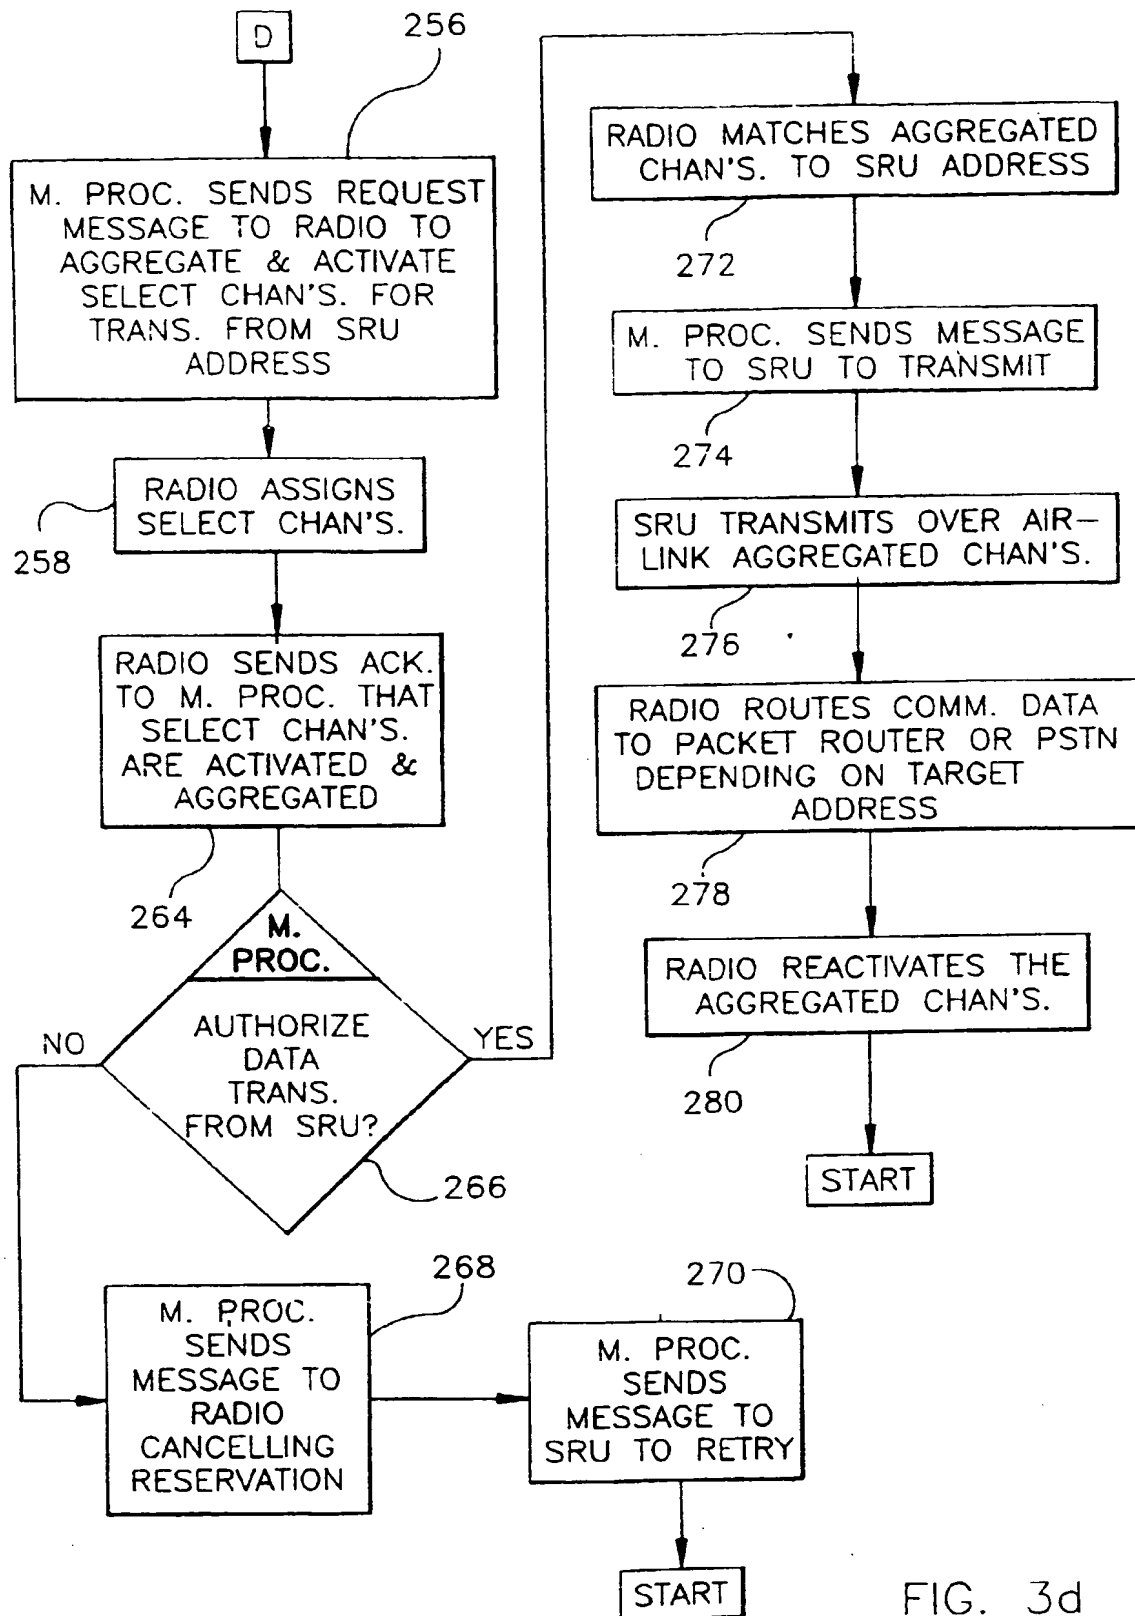 D
256
M. PROC. SENDS REQUEST
MESSAGE TO RADIO TO
AGGREGATE & ACTIVATE
SELECT CHAN'S. FOR
TRANS. FROM SRU
ADDRESS
RADIO ASSIGNS
SELECT CHAN'S.
258
RADIO SENDS ACK.
TO M. PROC. THAT
SELECT CHAN'S.
ARE ACTIVATED &
AGGREGATED
264
M.
PROC.
AUTHORIZE
DATA
TRANS.
FROM SRU?
NO
YES
266
268
M. PROC.
SENDS
MESSAGE TO
RADIO
CANCELLING
RESERVATION
270
M. PROC.
SENDS
MESSAGE TO
SRU TO RETRY
START
RADIO MATCHES AGGREGATED
CHAN'S. TO SRU ADDRESS
272
M. PROC. SENDS MESSAGE
TO SRU TO TRANSMIT
274
SRU TRANSMITS OVER AIR–
LINK AGGREGATED CHAN'S.
276
RADIO ROUTES COMM. DATA
TO PACKET ROUTER OR PSTN
DEPENDING ON TARGET
ADDRESS
278
RADIO REACTIVATES THE
AGGREGATED CHAN'S.
280
START
FIG. 3d